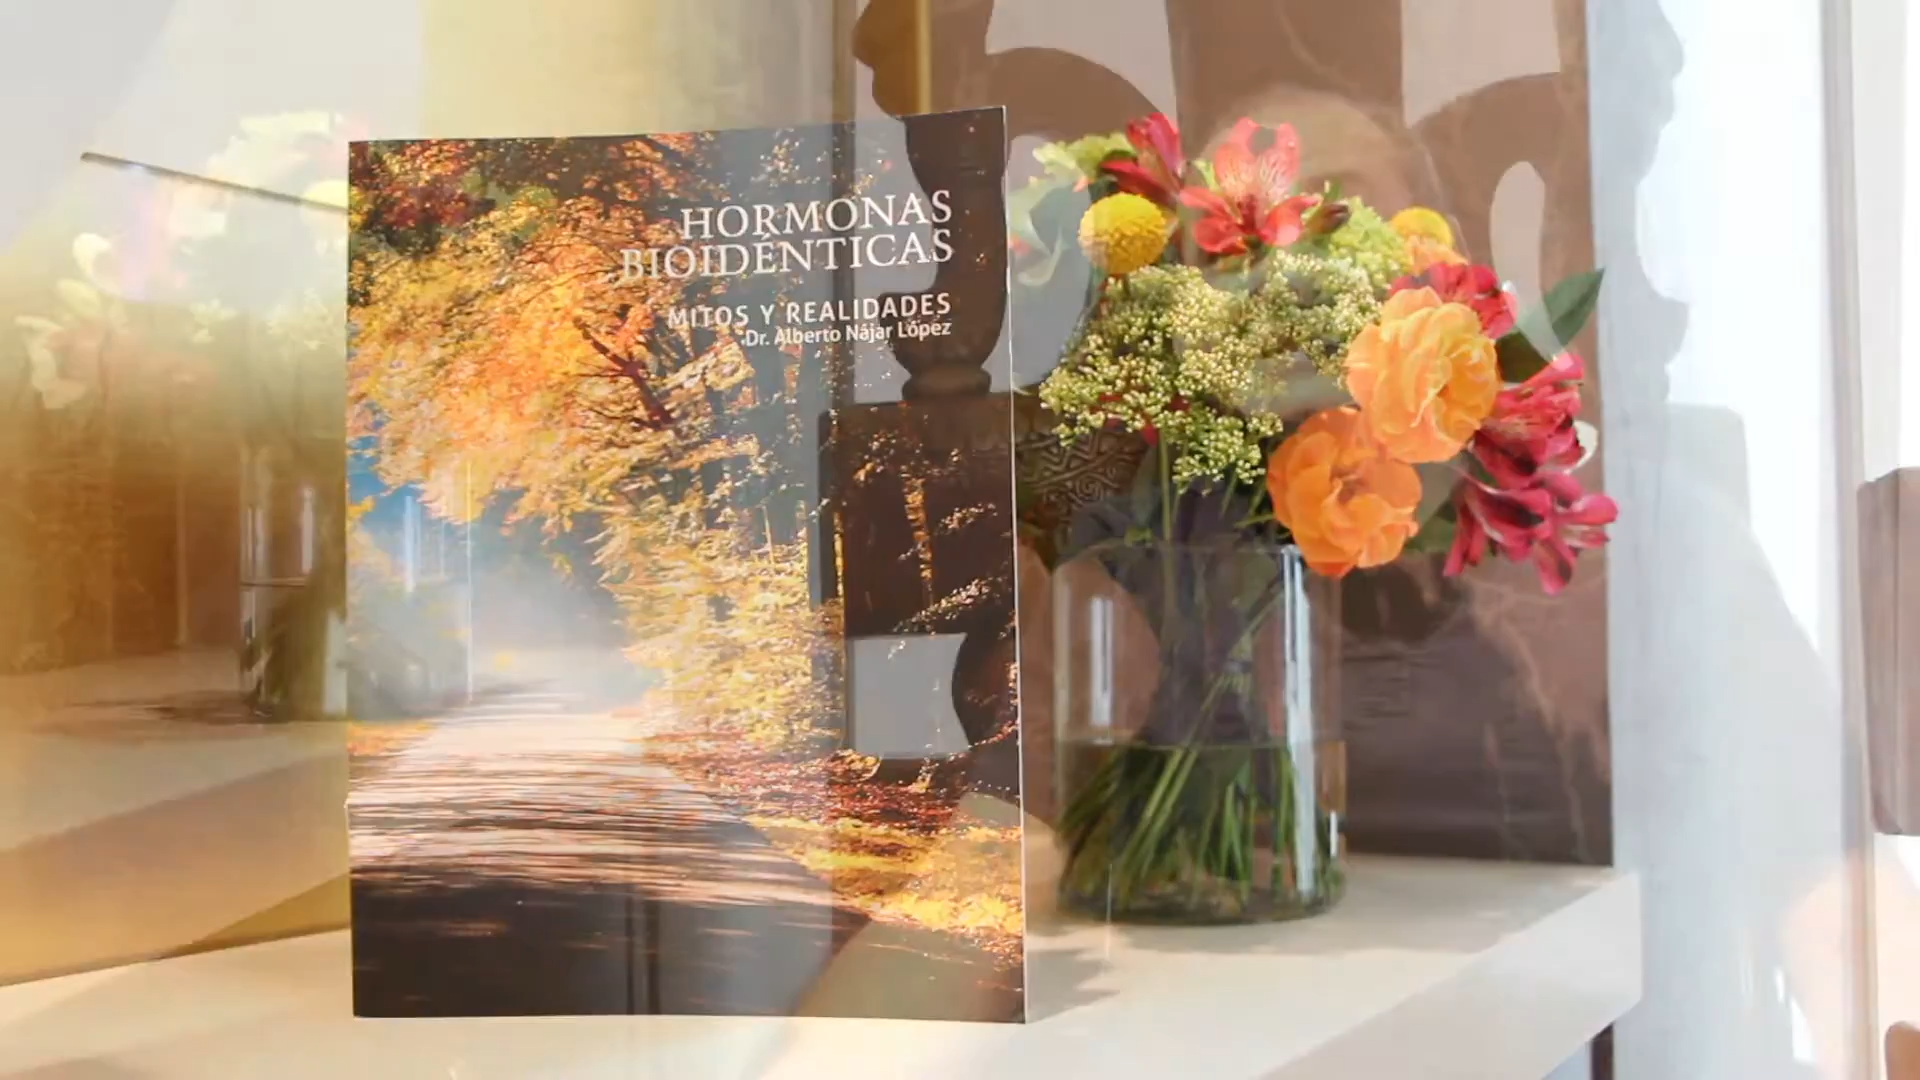 HORMONAS
BIOIDÉNTICAS
MITOS Y REALIDADES
Dr. Alberto Nájar López